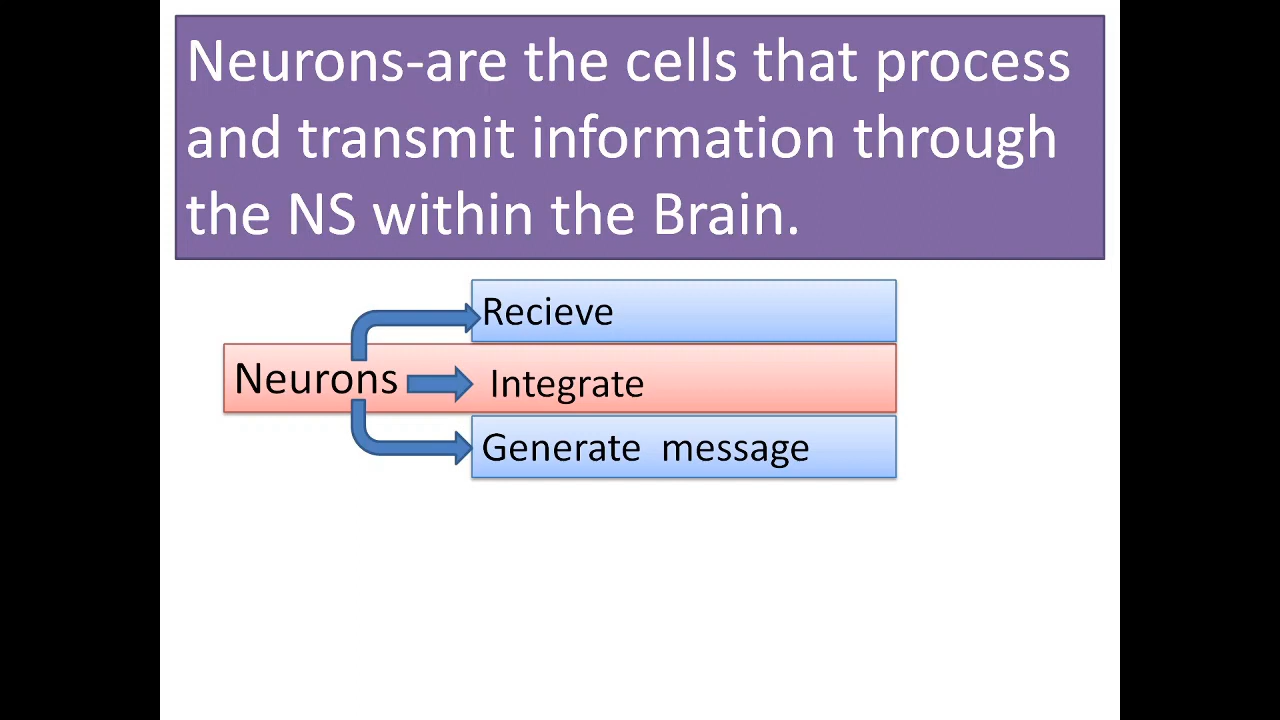 Neurons-are the cells that process
and transmit information through
the NS within the Brain.
Recieve
Neurons
Integrate
Generate message